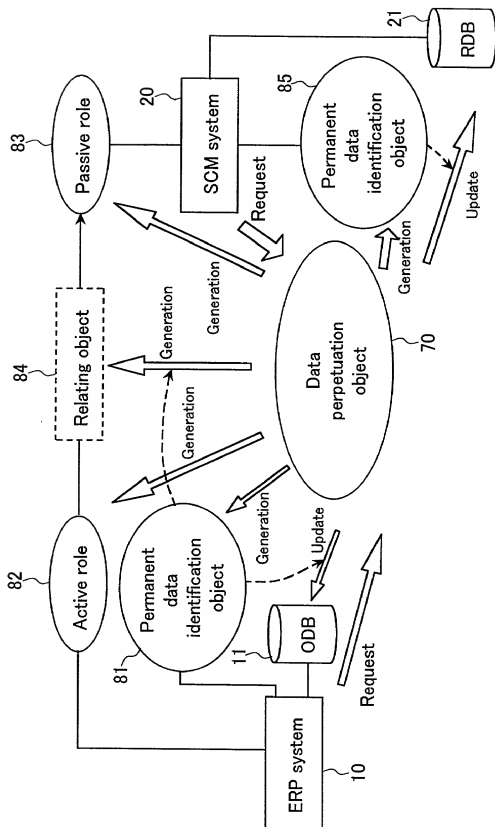 82
Active role
84
Relating object
83
Passive role
81
Permanent
data
identification
object
Generation
Generation
Generation
20
SCM system
Request
Generation
Update
11
ODB
ERP system
10
Request
Data
perpetuation
object
70
Generation
85
Permanent
data
identification
object
Update
21
RDB